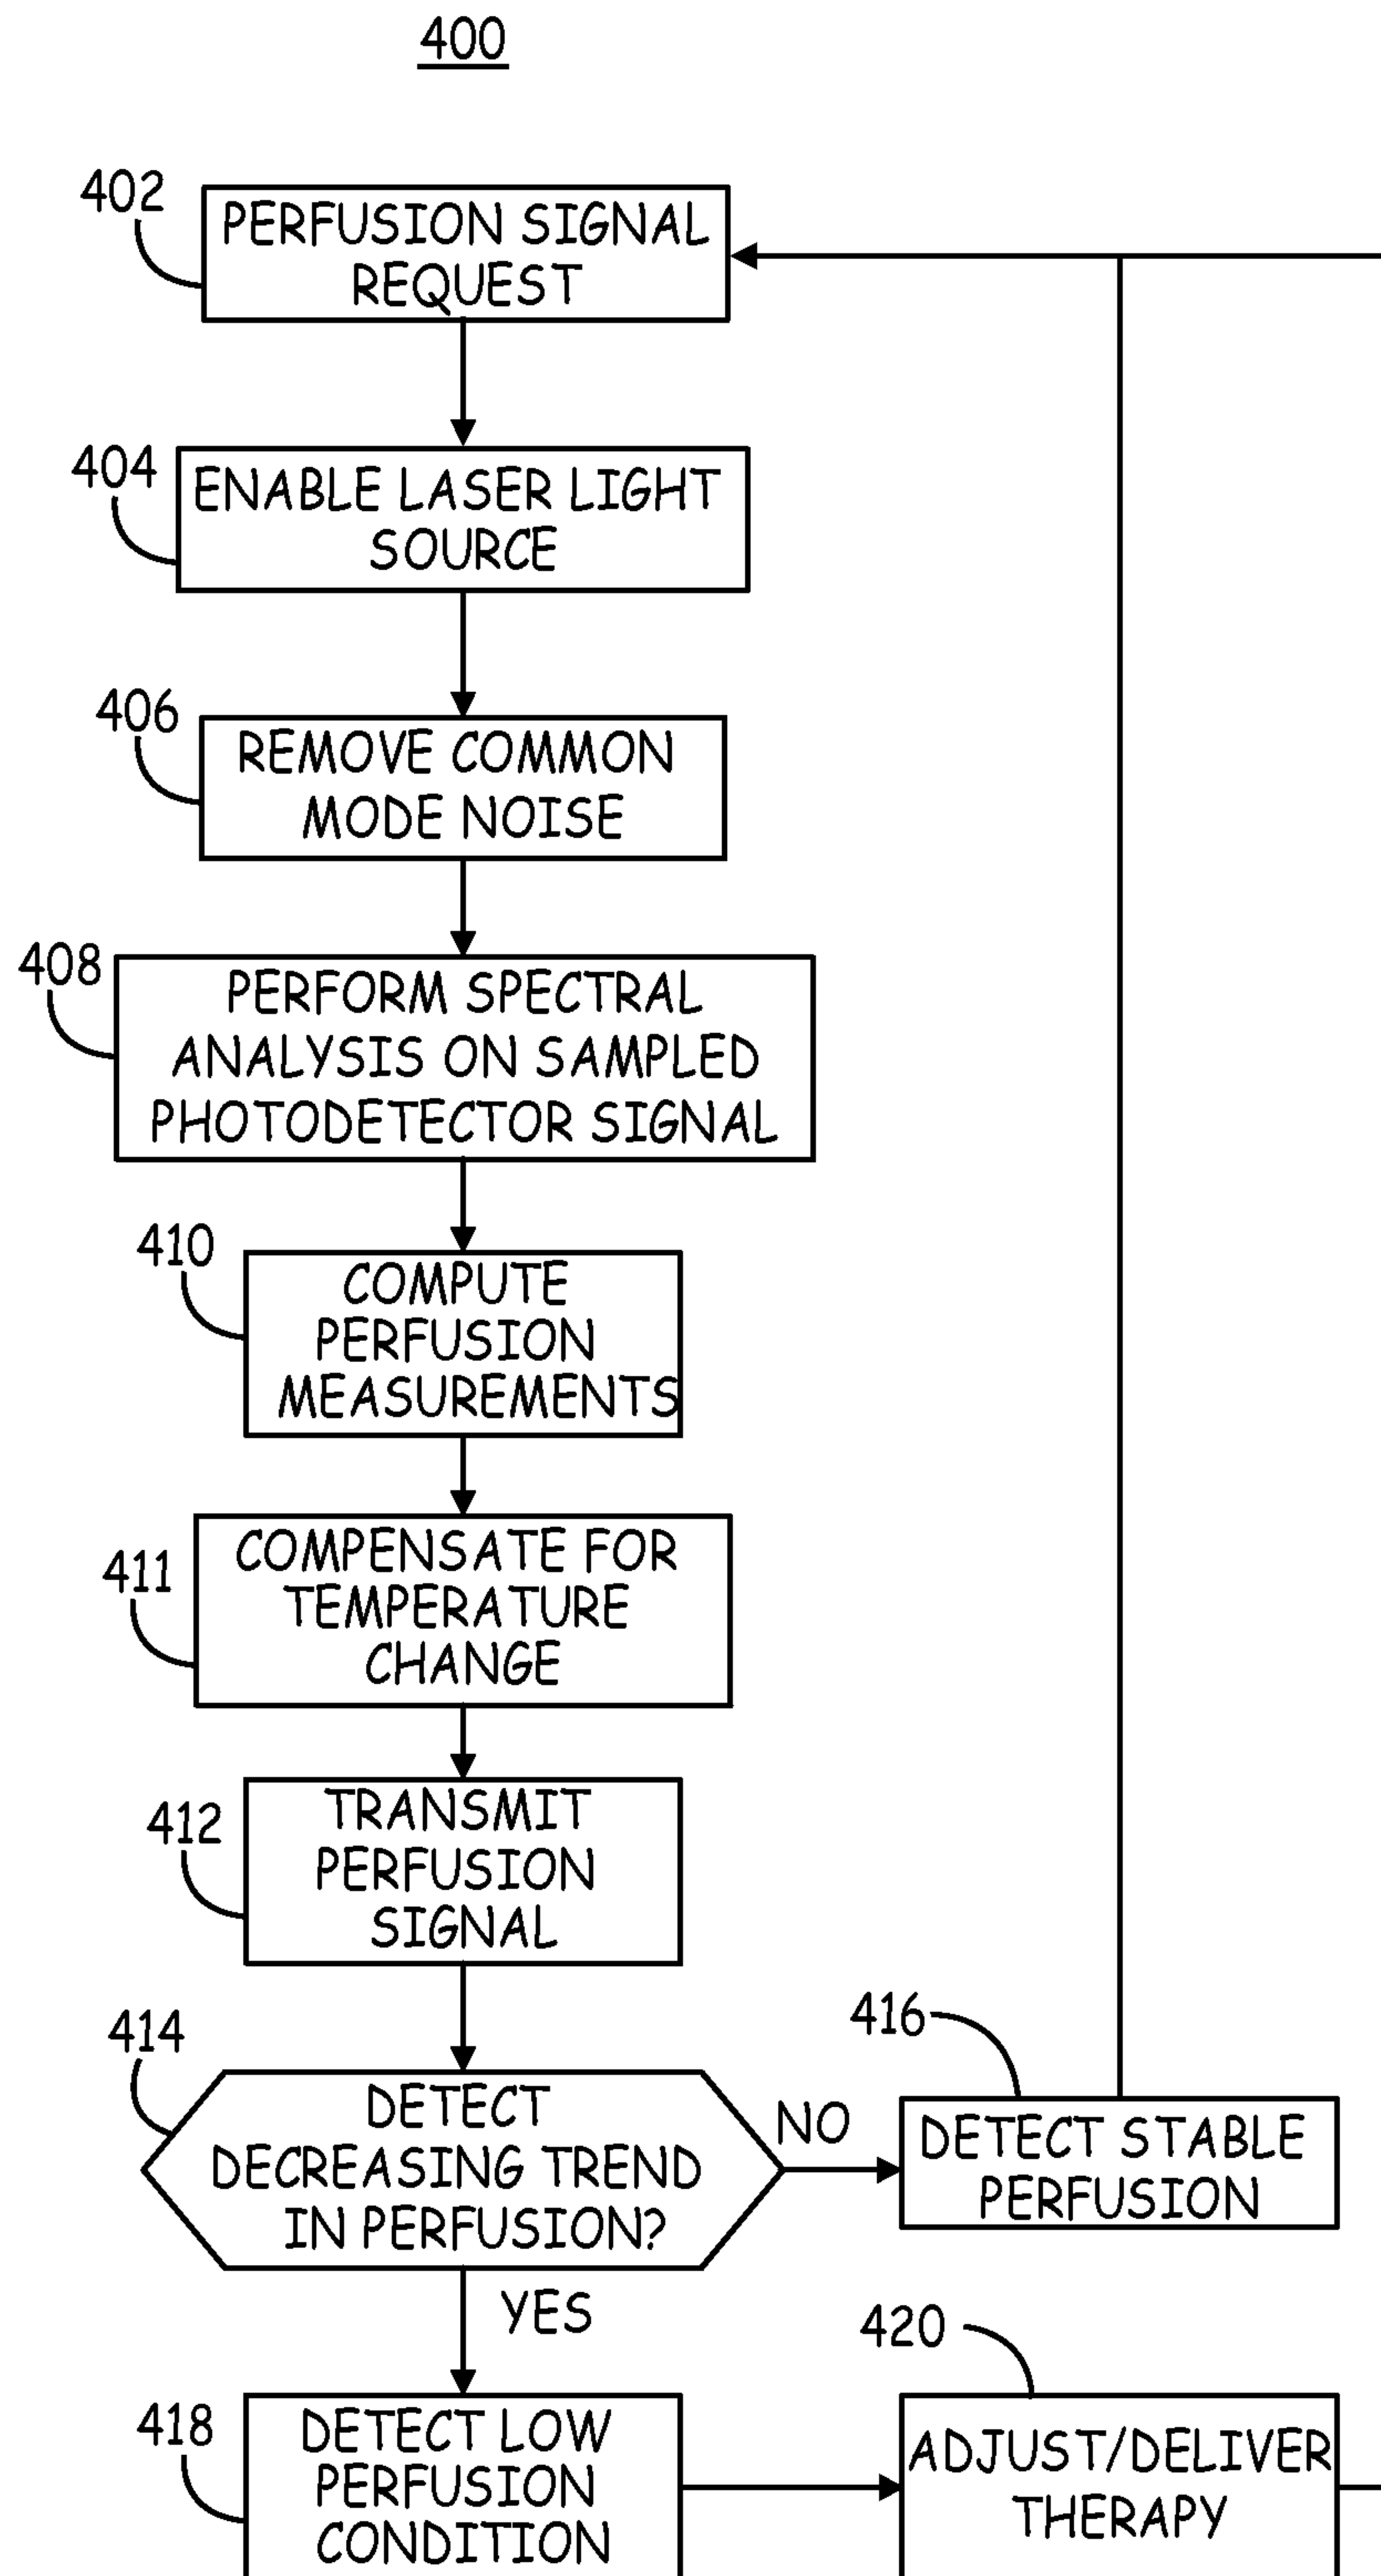 400
402
PERFUSION SIGNAL
REQUEST
404
ENABLE LASER LIGHT
SOURCE
406
REMOVE COMMON
MODE NOISE
408
PERFORM SPECTRAL
ANALYSIS ON SAMPLED
PHOTODETECTOR SIGNAL
410
COMPUTE
PERFUSION
MEASUREMENTS
411
COMPENSATE FOR
TEMPERATURE
CHANGE
412
TRANSMIT
PERFUSION
SIGNAL
414
DETECT
DECREASING TREND
IN PERFUSION?
NO
416
DETECT STABLE
PERFUSION
YES
418
DETECT LOW
PERFUSION
CONDITION
420
ADJUST/DELIVER
THERAPY